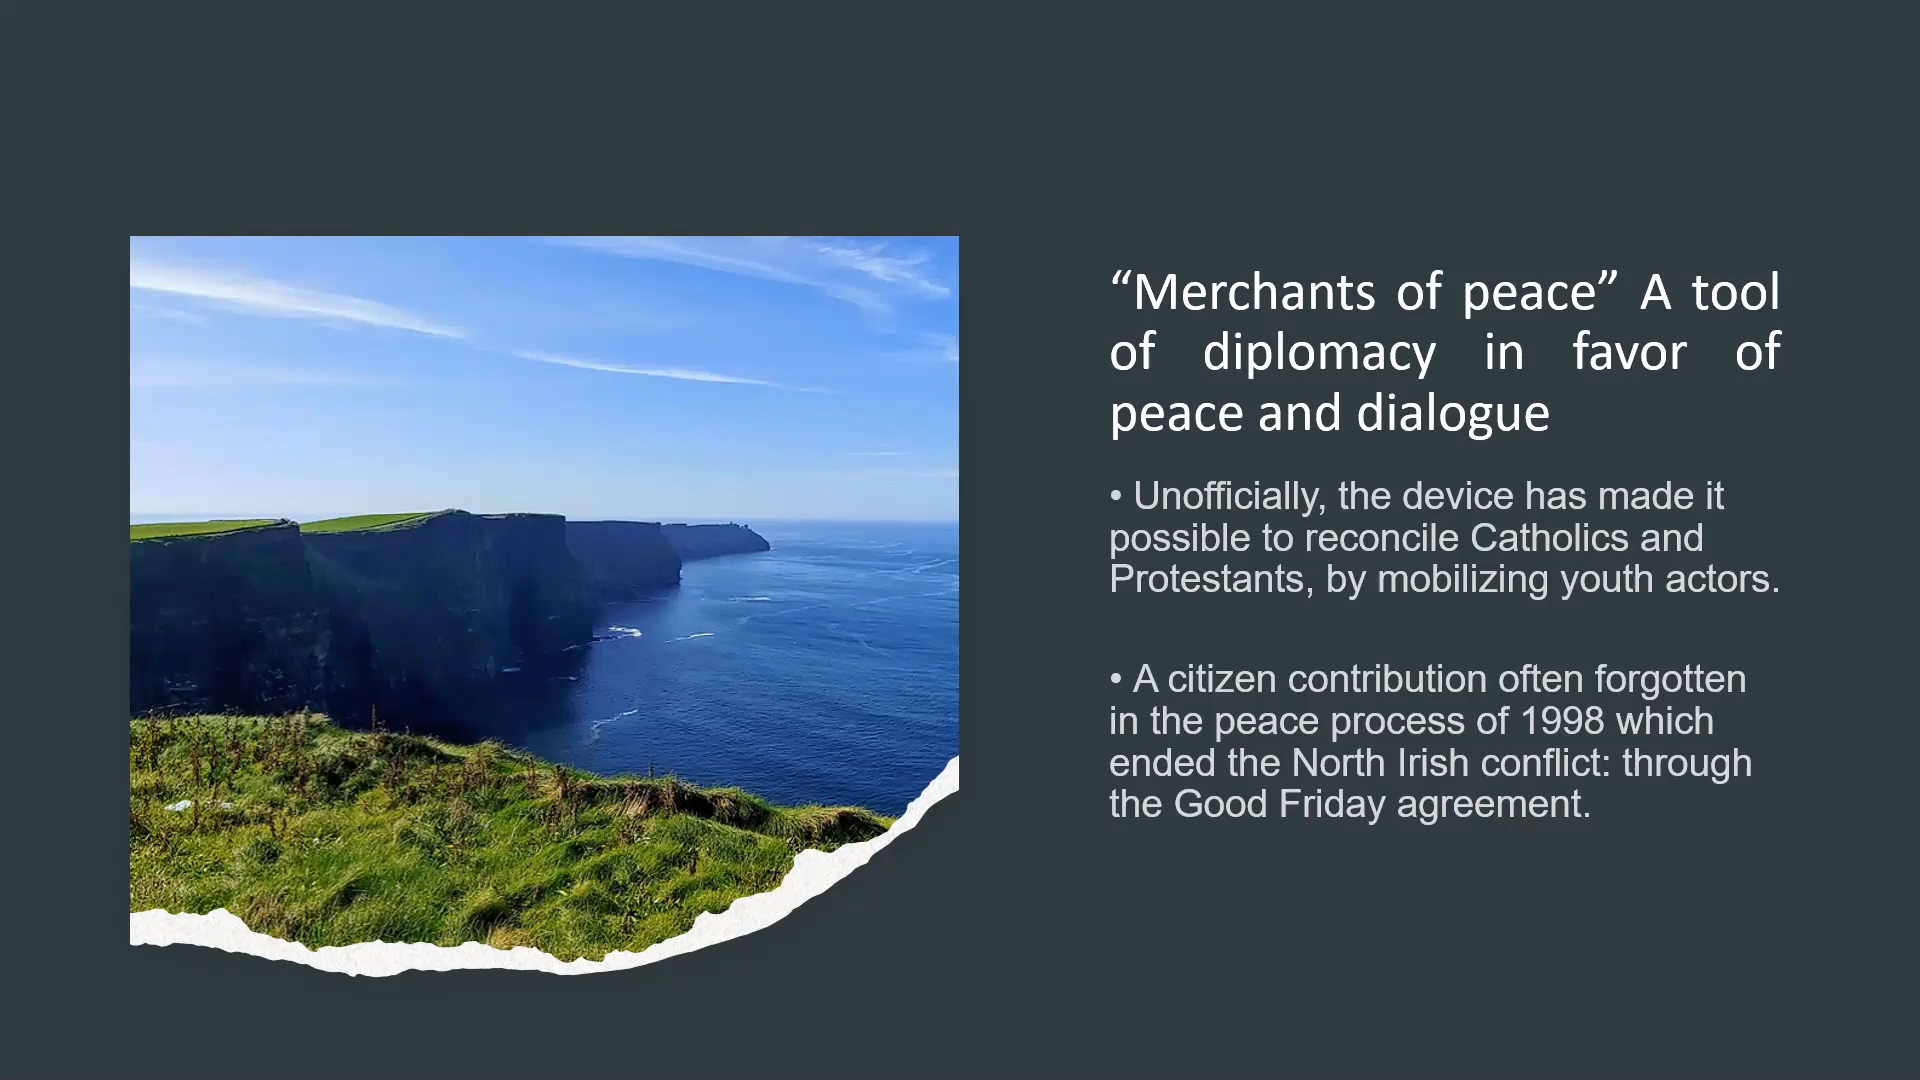 “Merchants of peace” A tool
of diplomacy in favor of
peace and dialogue
• Unofficially, the device has made it
possible to reconcile Catholics and
Protestants, by mobilizing youth actors.
• A citizen contribution often forgotten
in the peace process of 1998 which
ended the North Irish conflict: through
the Good Friday agreement.